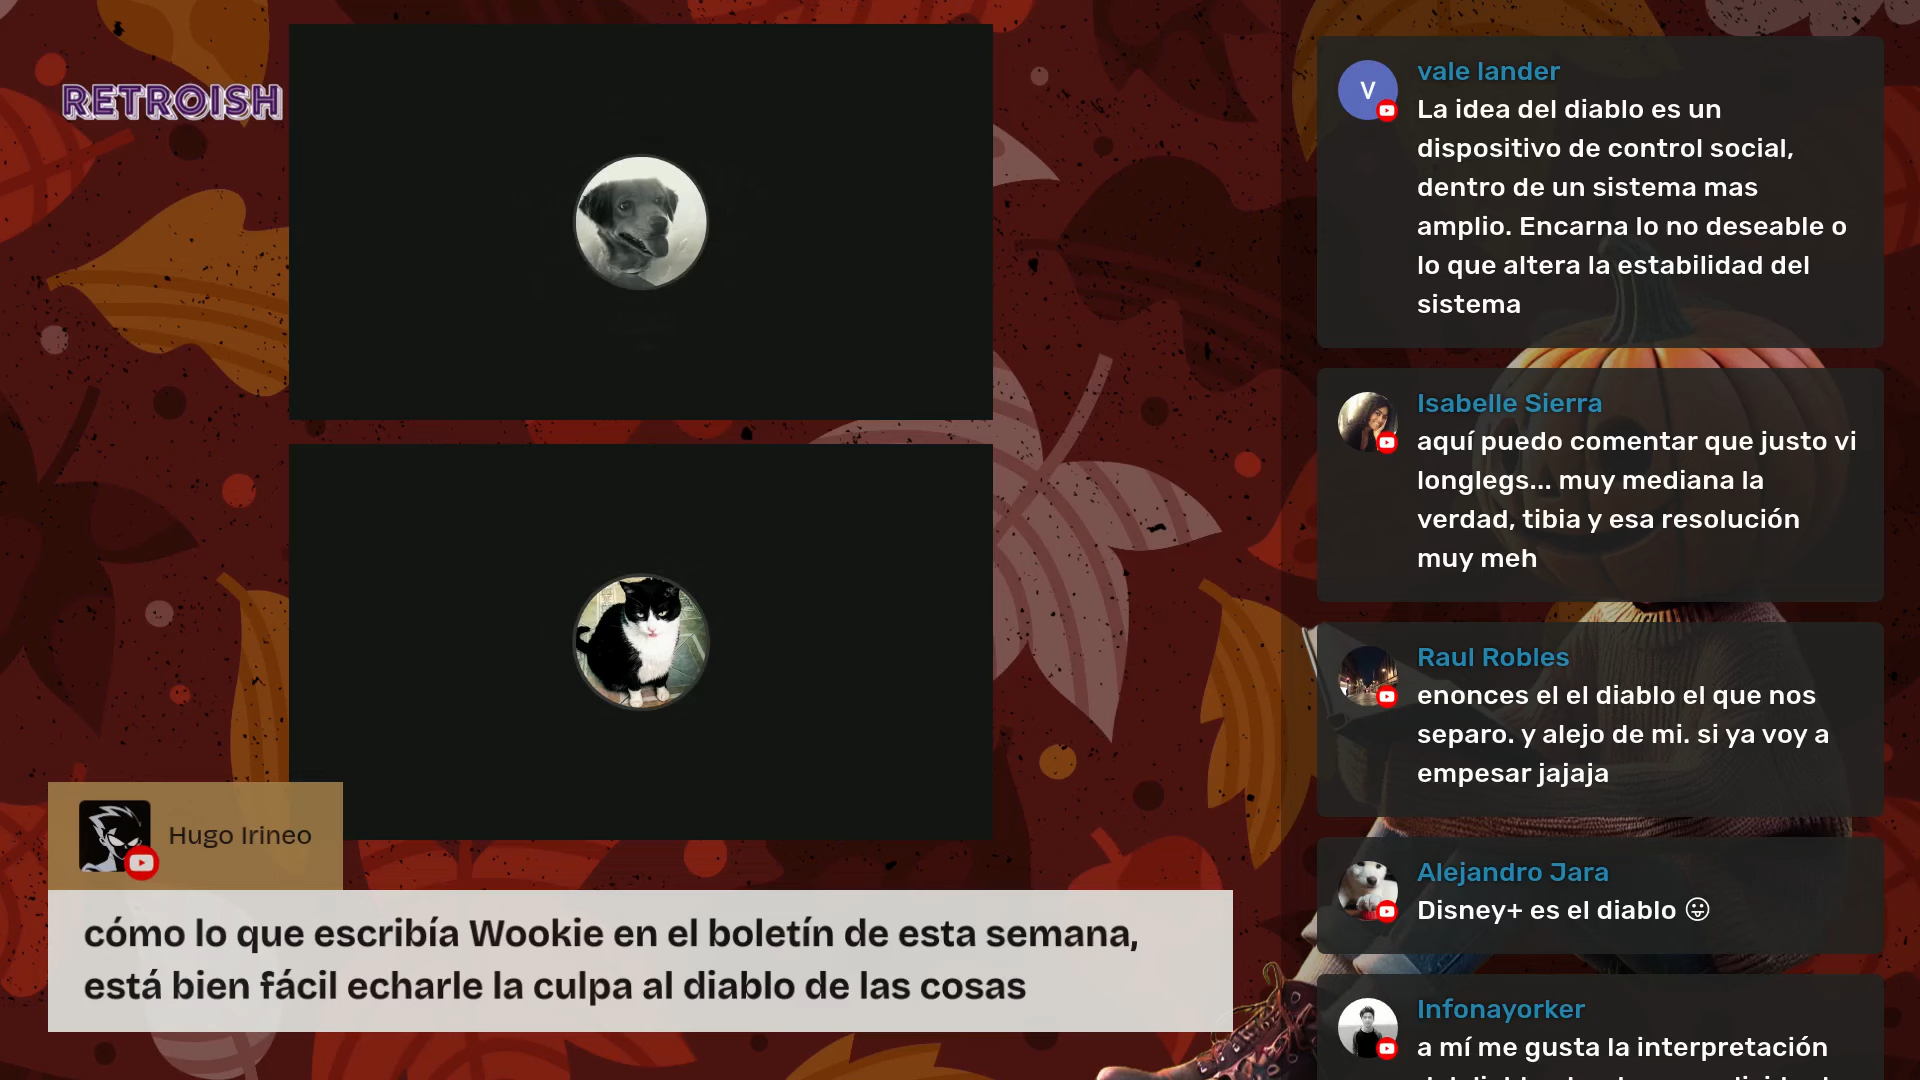 RETROISH
Hugo Irineo
cómo lo que escribía Wookie en el boletín de esta semana,
está bien fácil echarle la culpa al diablo de las cosas
V
vale lander
La idea del diablo es un
dispositivo de control social,
dentro de un sistema mas
amplio. Encarna lo no deseable o
lo que altera la estabilidad del
sistema
Isabelle Sierra
aquí puedo comentar que justo vi
longlegs... muy mediana la
verdad, tibia y esa resolución
muy meh
Raul Robles
enonces el el diablo el que nos
separo. y alejo de mi. si ya voy a
empesar jajaja
Alejandro Jara
Disney+ es el diablo 😛
Infonayorker
a mí me gusta la interpretación